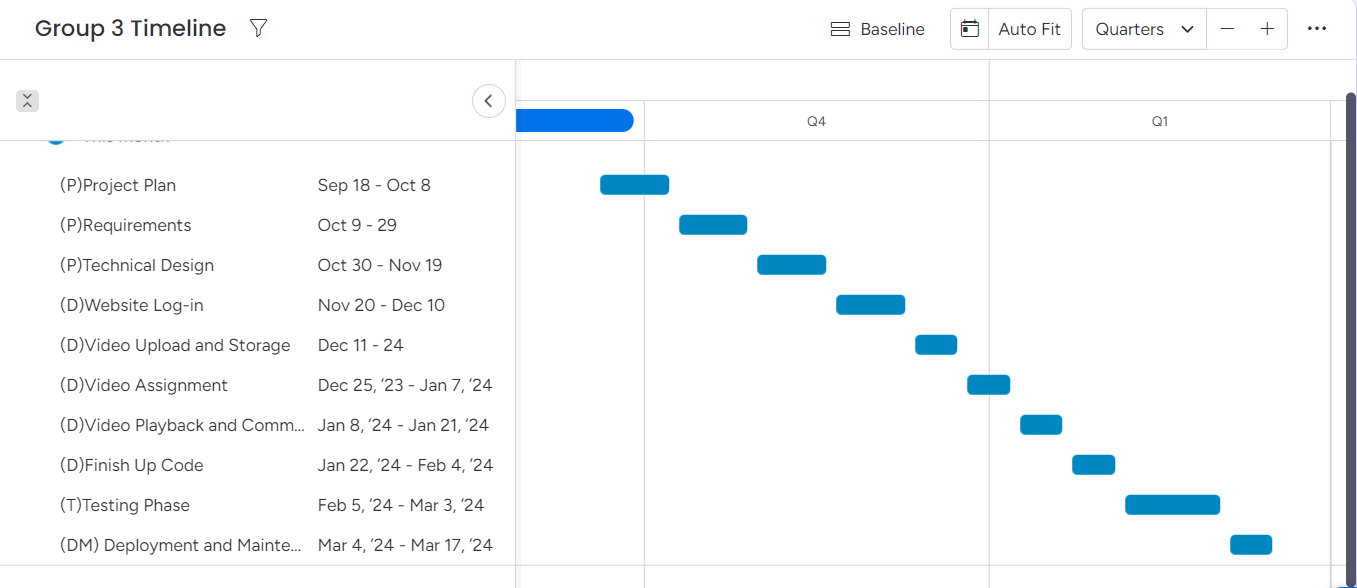 Group 3 Timeline
Baseline
Auto Fit
Quarters
Q4
Q1
(P)Project Plan Sep 18 - Oct 8
(P)Requirements Oct 9 - 29
(P)Technical Design Oct 30 - Nov 19
(D)Website Log-in Nov 20 - Dec 10
(D)Video Upload and Storage Dec 11 - 24
(D)Video Assignment Dec 25, '23 - Jan 7, '24
(D)Video Playback and Comm... Jan 8, '24 - Jan 21, '24
(D)Finish Up Code Jan 22, '24 - Feb 4, '24
(T)Testing Phase Feb 5, '24 - Mar 3, '24
(DM) Deployment and Mainte... Mar 4, '24 - Mar 17, '24